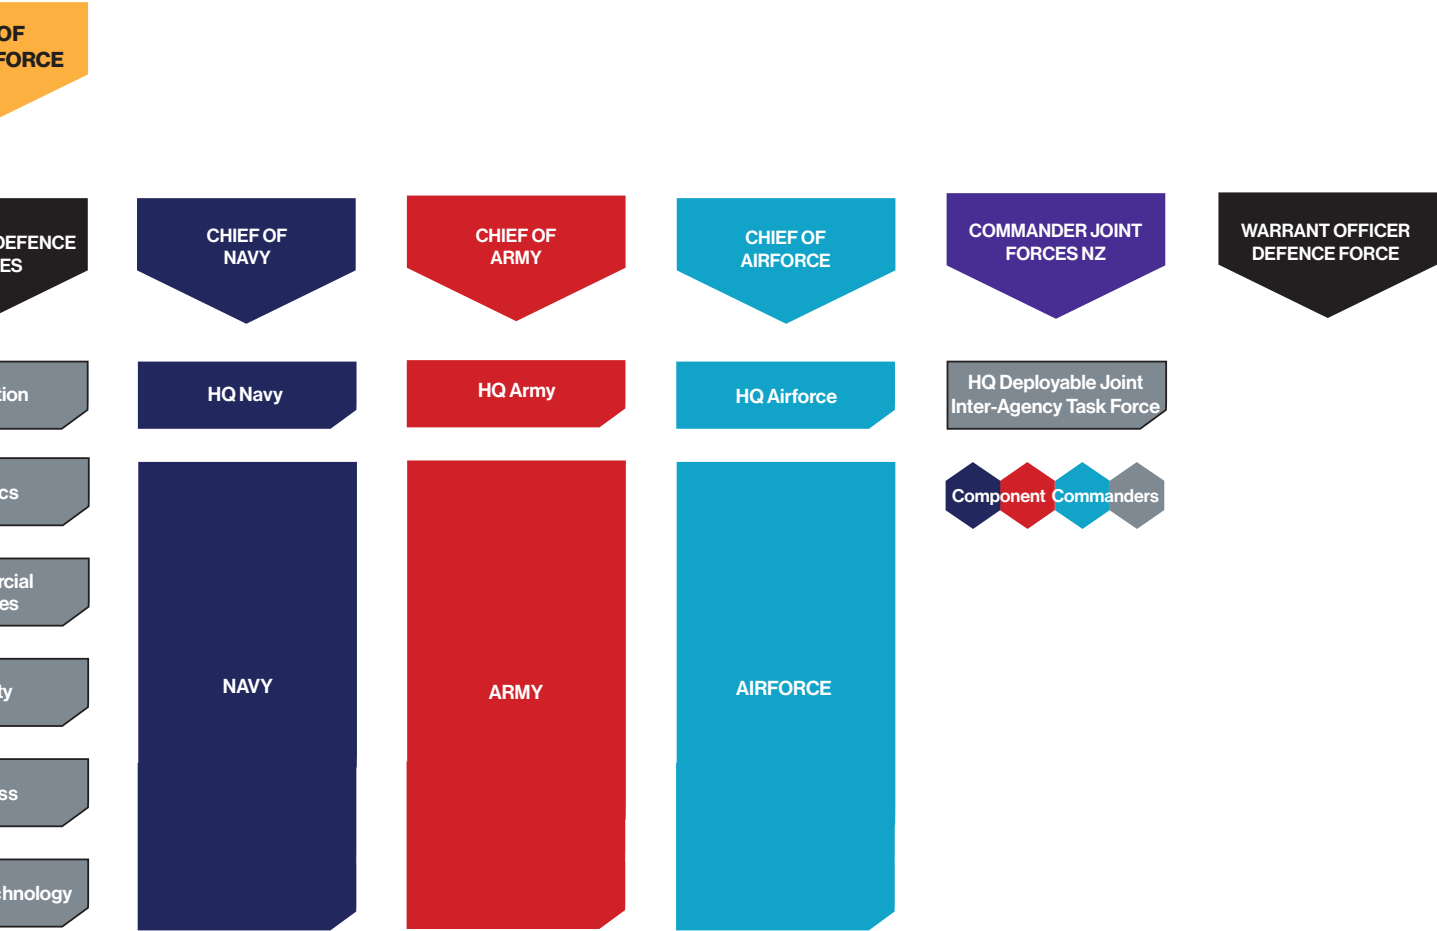 OF
FORCE
DEFENCE
ES
CHIEF OF
NAVY
CHIEF OF
ARMY
CHIEF OF
AIRFORCE
COMMANDER JOINT
FORCES NZ
WARRANT OFFICER
DEFENCE FORCE
tion
HQ Navy
HQ Army
HQ Airforce
HQ Deployable Joint
Inter-Agency Task Force
cs
Component Commanders
rcial
es
ty
NAVY
ARMY
AIRFORCE
ss
chnology